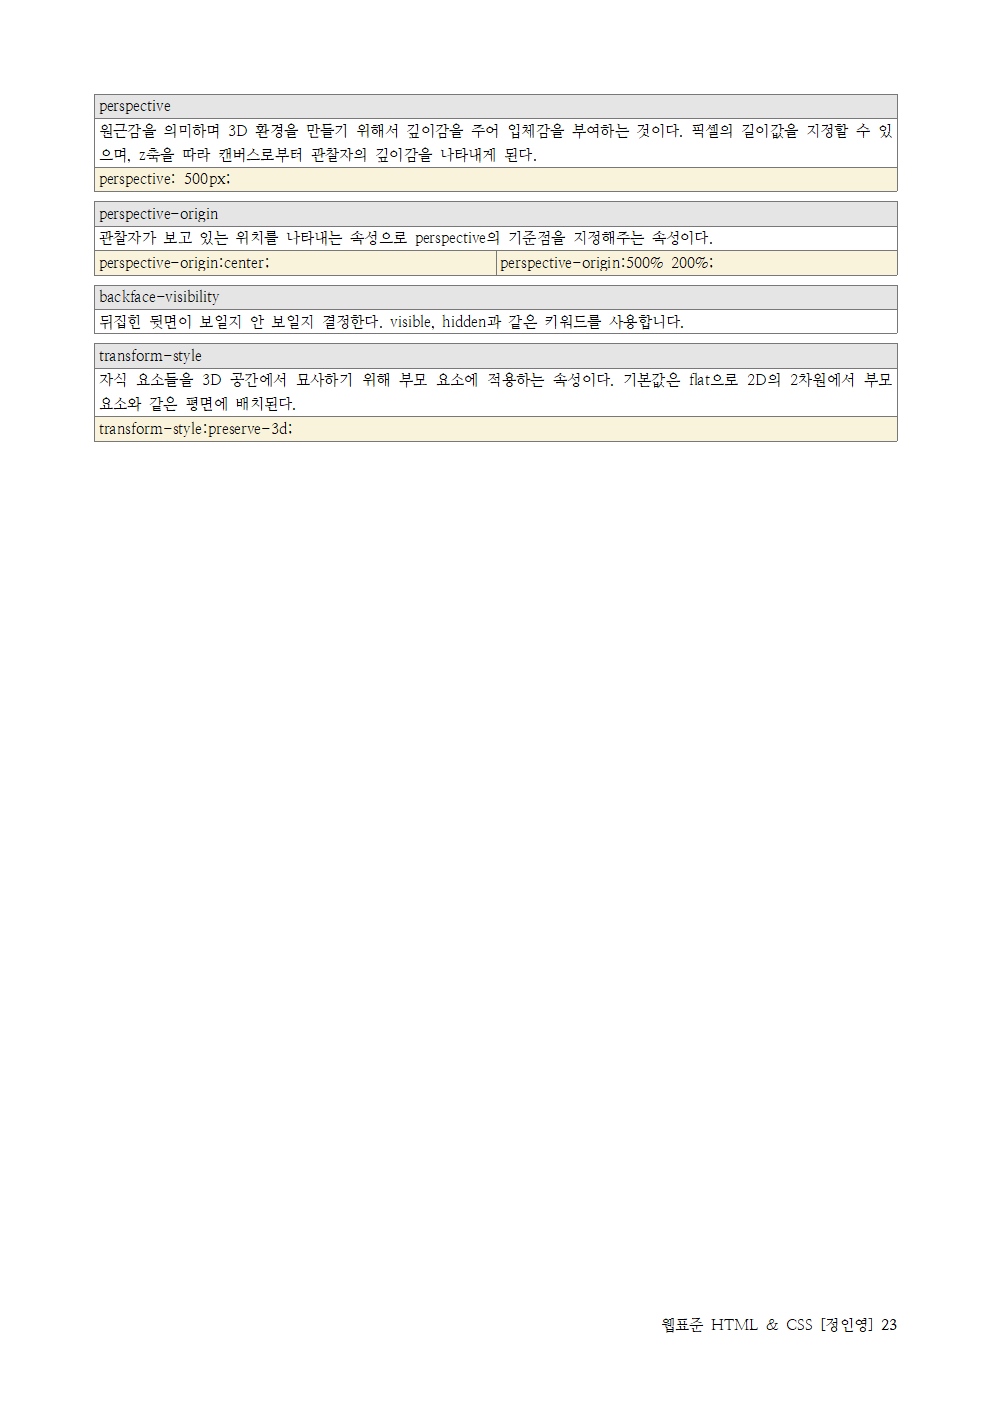 perspective
원근감을 의미하며 3D 환경을 만들기 위해서 깊이감을 주어 입체감을 부여하는 것이다. 픽셀의 길이값을 지정할 수 있
으며, z축을 따라 캔버스로부터 관찰자의 깊이감을 나타내게 된다.
perspective: 500px;
perspective-origin
관찰자가 보고 있는 위치를 나타내는 속성으로 perspective의 기준점을 지정해주는 속성이다.
perspective-origin:center; perspective-origin:500% 200%;
backface-visibility
뒤집힌 뒷면이 보일지 안 보일지 결정한다. visible, hidden과 같은 키워드를 사용합니다.
transform-style
자식 요소들을 3D 공간에서 묘사하기 위해 부모 요소에 적용하는 속성이다. 기본값은 flat으로 2D의 2차원에서 부모
요소와 같은 평면에 배치된다.
transform-style:preserve-3d;
웹표준 HTML & CSS [정인영] 23